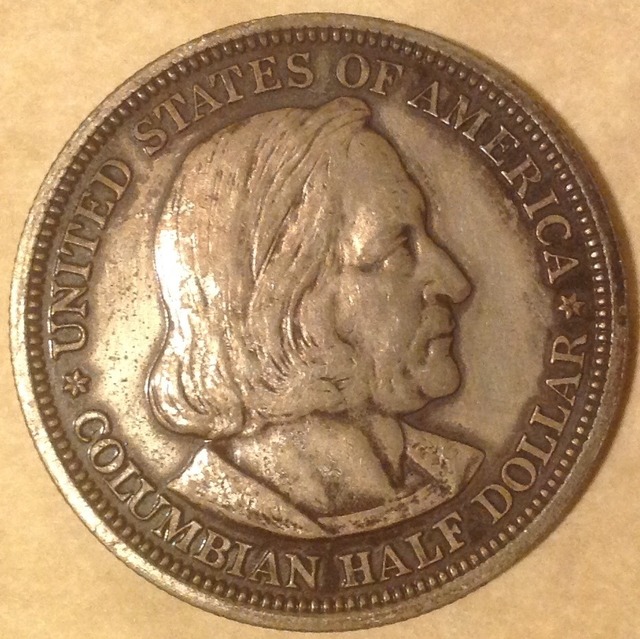 UNITED STATES OF AMERICA
COLUMBIAN HALF DOLLAR